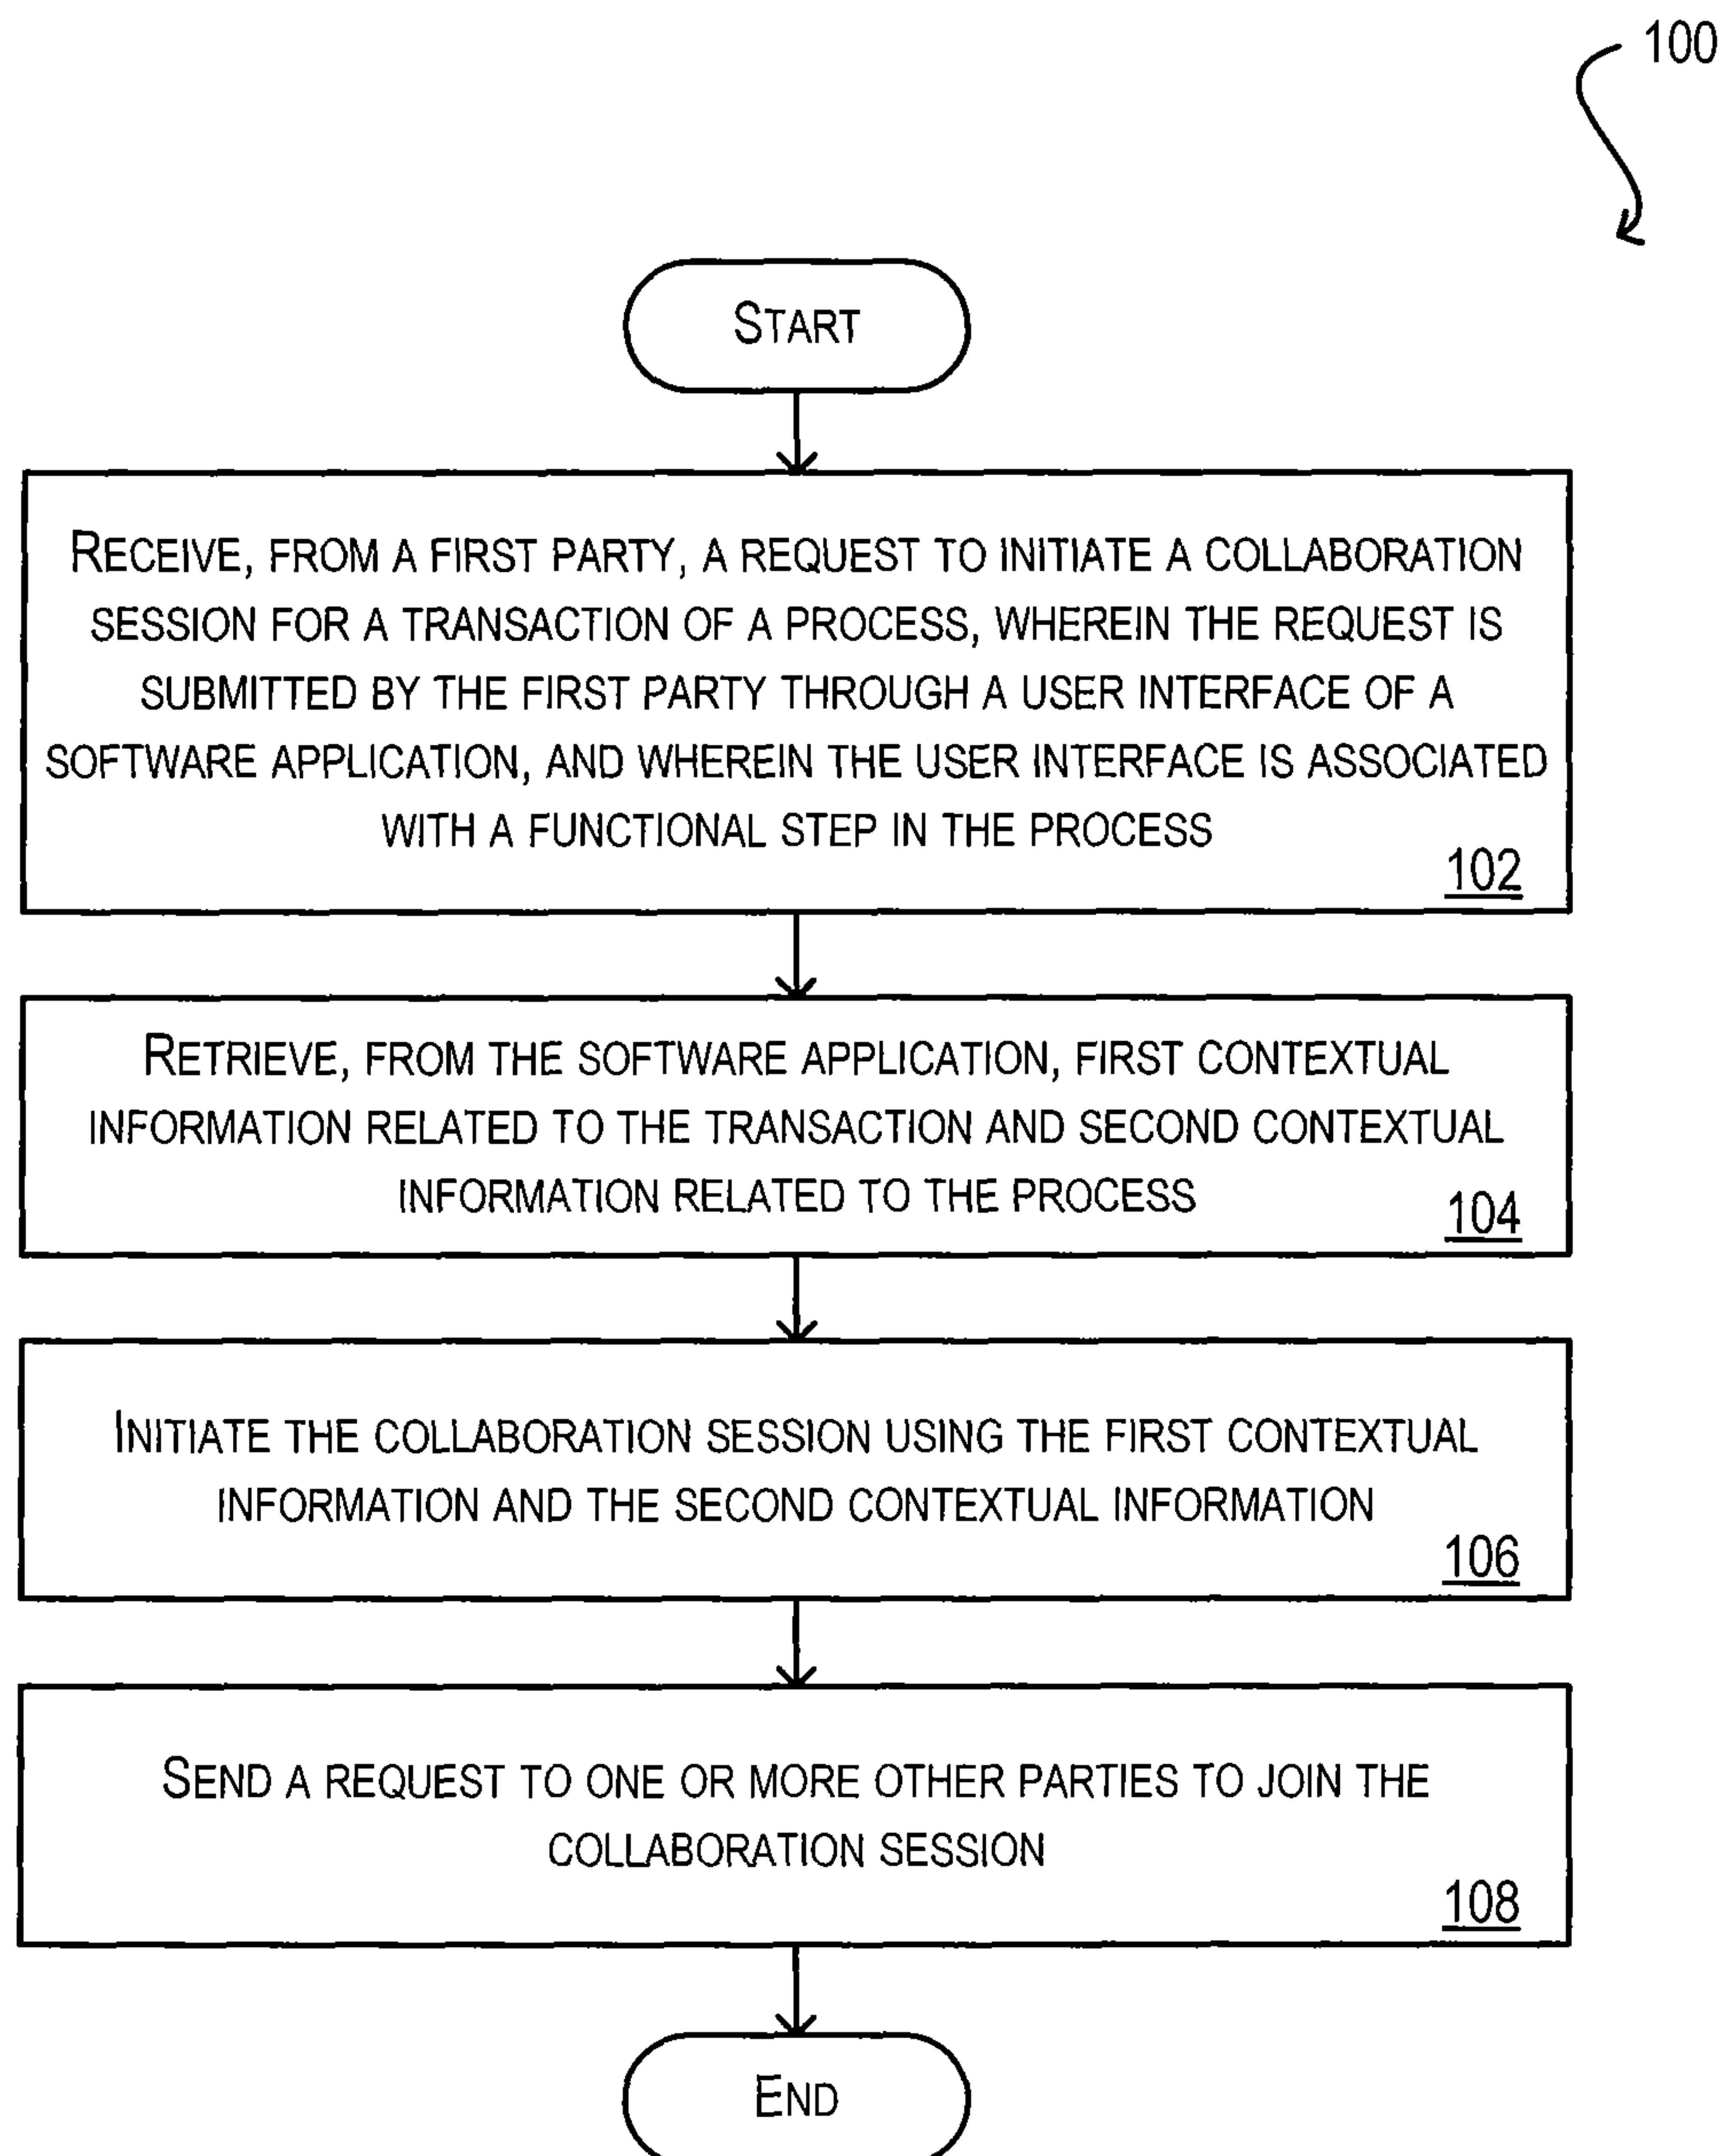 100
START
RECEIVE, FROM A FIRST PARTY, A REQUEST TO INITIATE A COLLABORATION
SESSION FOR A TRANSACTION OF A PROCESS, WHEREIN THE REQUEST IS
SUBMITTED BY THE FIRST PARTY THROUGH A USER INTERFACE OF A
SOFTWARE APPLICATION, AND WHEREIN THE USER INTERFACE IS ASSOCIATED
WITH A FUNCTIONAL STEP IN THE PROCESS
102
RETRIEVE, FROM THE SOFTWARE APPLICATION, FIRST CONTEXTUAL
INFORMATION RELATED TO THE TRANSACTION AND SECOND CONTEXTUAL
INFORMATION RELATED TO THE PROCESS
104
INITIATE THE COLLABORATION SESSION USING THE FIRST CONTEXTUAL
INFORMATION AND THE SECOND CONTEXTUAL INFORMATION
106
SEND A REQUEST TO ONE OR MORE OTHER PARTIES TO JOIN THE
COLLABORATION SESSION
108
END